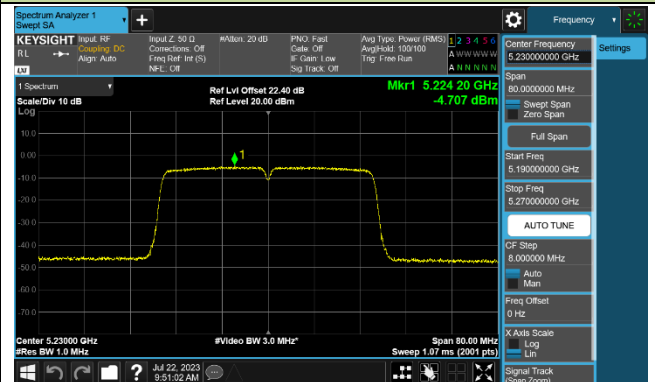 Spectrum Analyzer 1
Swept SA
+
Frequency
KEYSIGHT
RL
LXI
Input: RF
Coupling: DC
Align: Auto
Input Z: 50 Ω
Corrections: Off
Freq Ref: Int (S)
NFE: Off
#Atten: 20 dB
PNO: Fast
Gate: Off
IF Gain: Low
Sig Track: Off
Avg Type: Power (RMS)
Avg|Hold: 100/100
Trig: Free Run
1 2 3 4 5 6
A W W W W W
A N N N N N
1 Spectrum
Scale/Div 10 dB
Log
Ref Lvl Offset 22.40 dB
Ref Level 20.00 dBm
Mkr1 5.224 20 GHz
-4.707 dBm
1
10.0
0.00
-10.0
-20.0
-30.0
-40.0
-50.0
-60.0
-70.0
Center 5.23000 GHz
#Res BW 1.0 MHz
#Video BW 3.0 MHz*
Span 80.00 MHz
Sweep 1.07 ms (2001 pts)
?
Jul 22, 2023
9:51:02 AM
Center Frequency
5.230000000 GHz
Span
80.0000000 MHz
Swept Span
Zero Span
Full Span
Start Freq
5.190000000 GHz
Stop Freq
5.270000000 GHz
AUTO TUNE
CF Step
8.000000 MHz
Auto
Man
Freq Offset
0 Hz
X Axis Scale
Log
Lin
Signal Track
(Span Zoom)
Settings